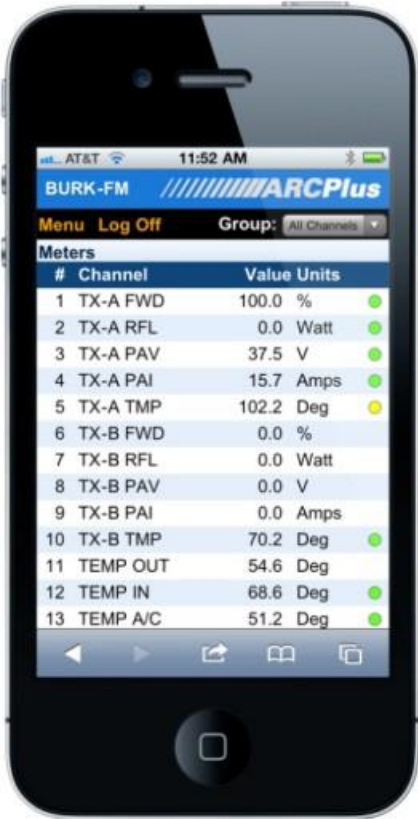 AT&T 11:52 AM
BURK-FM ARCPlus
Menu Log Off Group: All Channels
Meters
# Channel Value Units
1 TX-A FWD 100.0 %
2 TX-A RFL 0.0 Watt
3 TX-A PAV 37.5 V
4 TX-A PAI 15.7 Amps
5 TX-A TMP 102.2 Deg
6 TX-B FWD 0.0 %
7 TX-B RFL 0.0 Watt
8 TX-B PAV 0.0 V
9 TX-B PAI 0.0 Amps
10 TX-B TMP 70.2 Deg
11 TEMP OUT 54.6 Deg
12 TEMP IN 68.6 Deg
13 TEMP A/C 51.2 Deg